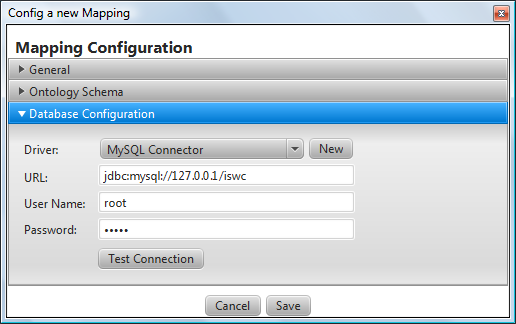 Config a new Mapping
Mapping Configuration
General
Ontology Schema
Database Configuration
Driver: MySQL Connector New
URL: jdbc:mysql://127.0.0.1/iswc
User Name: root
Password: •••••
Test Connection
Cancel Save